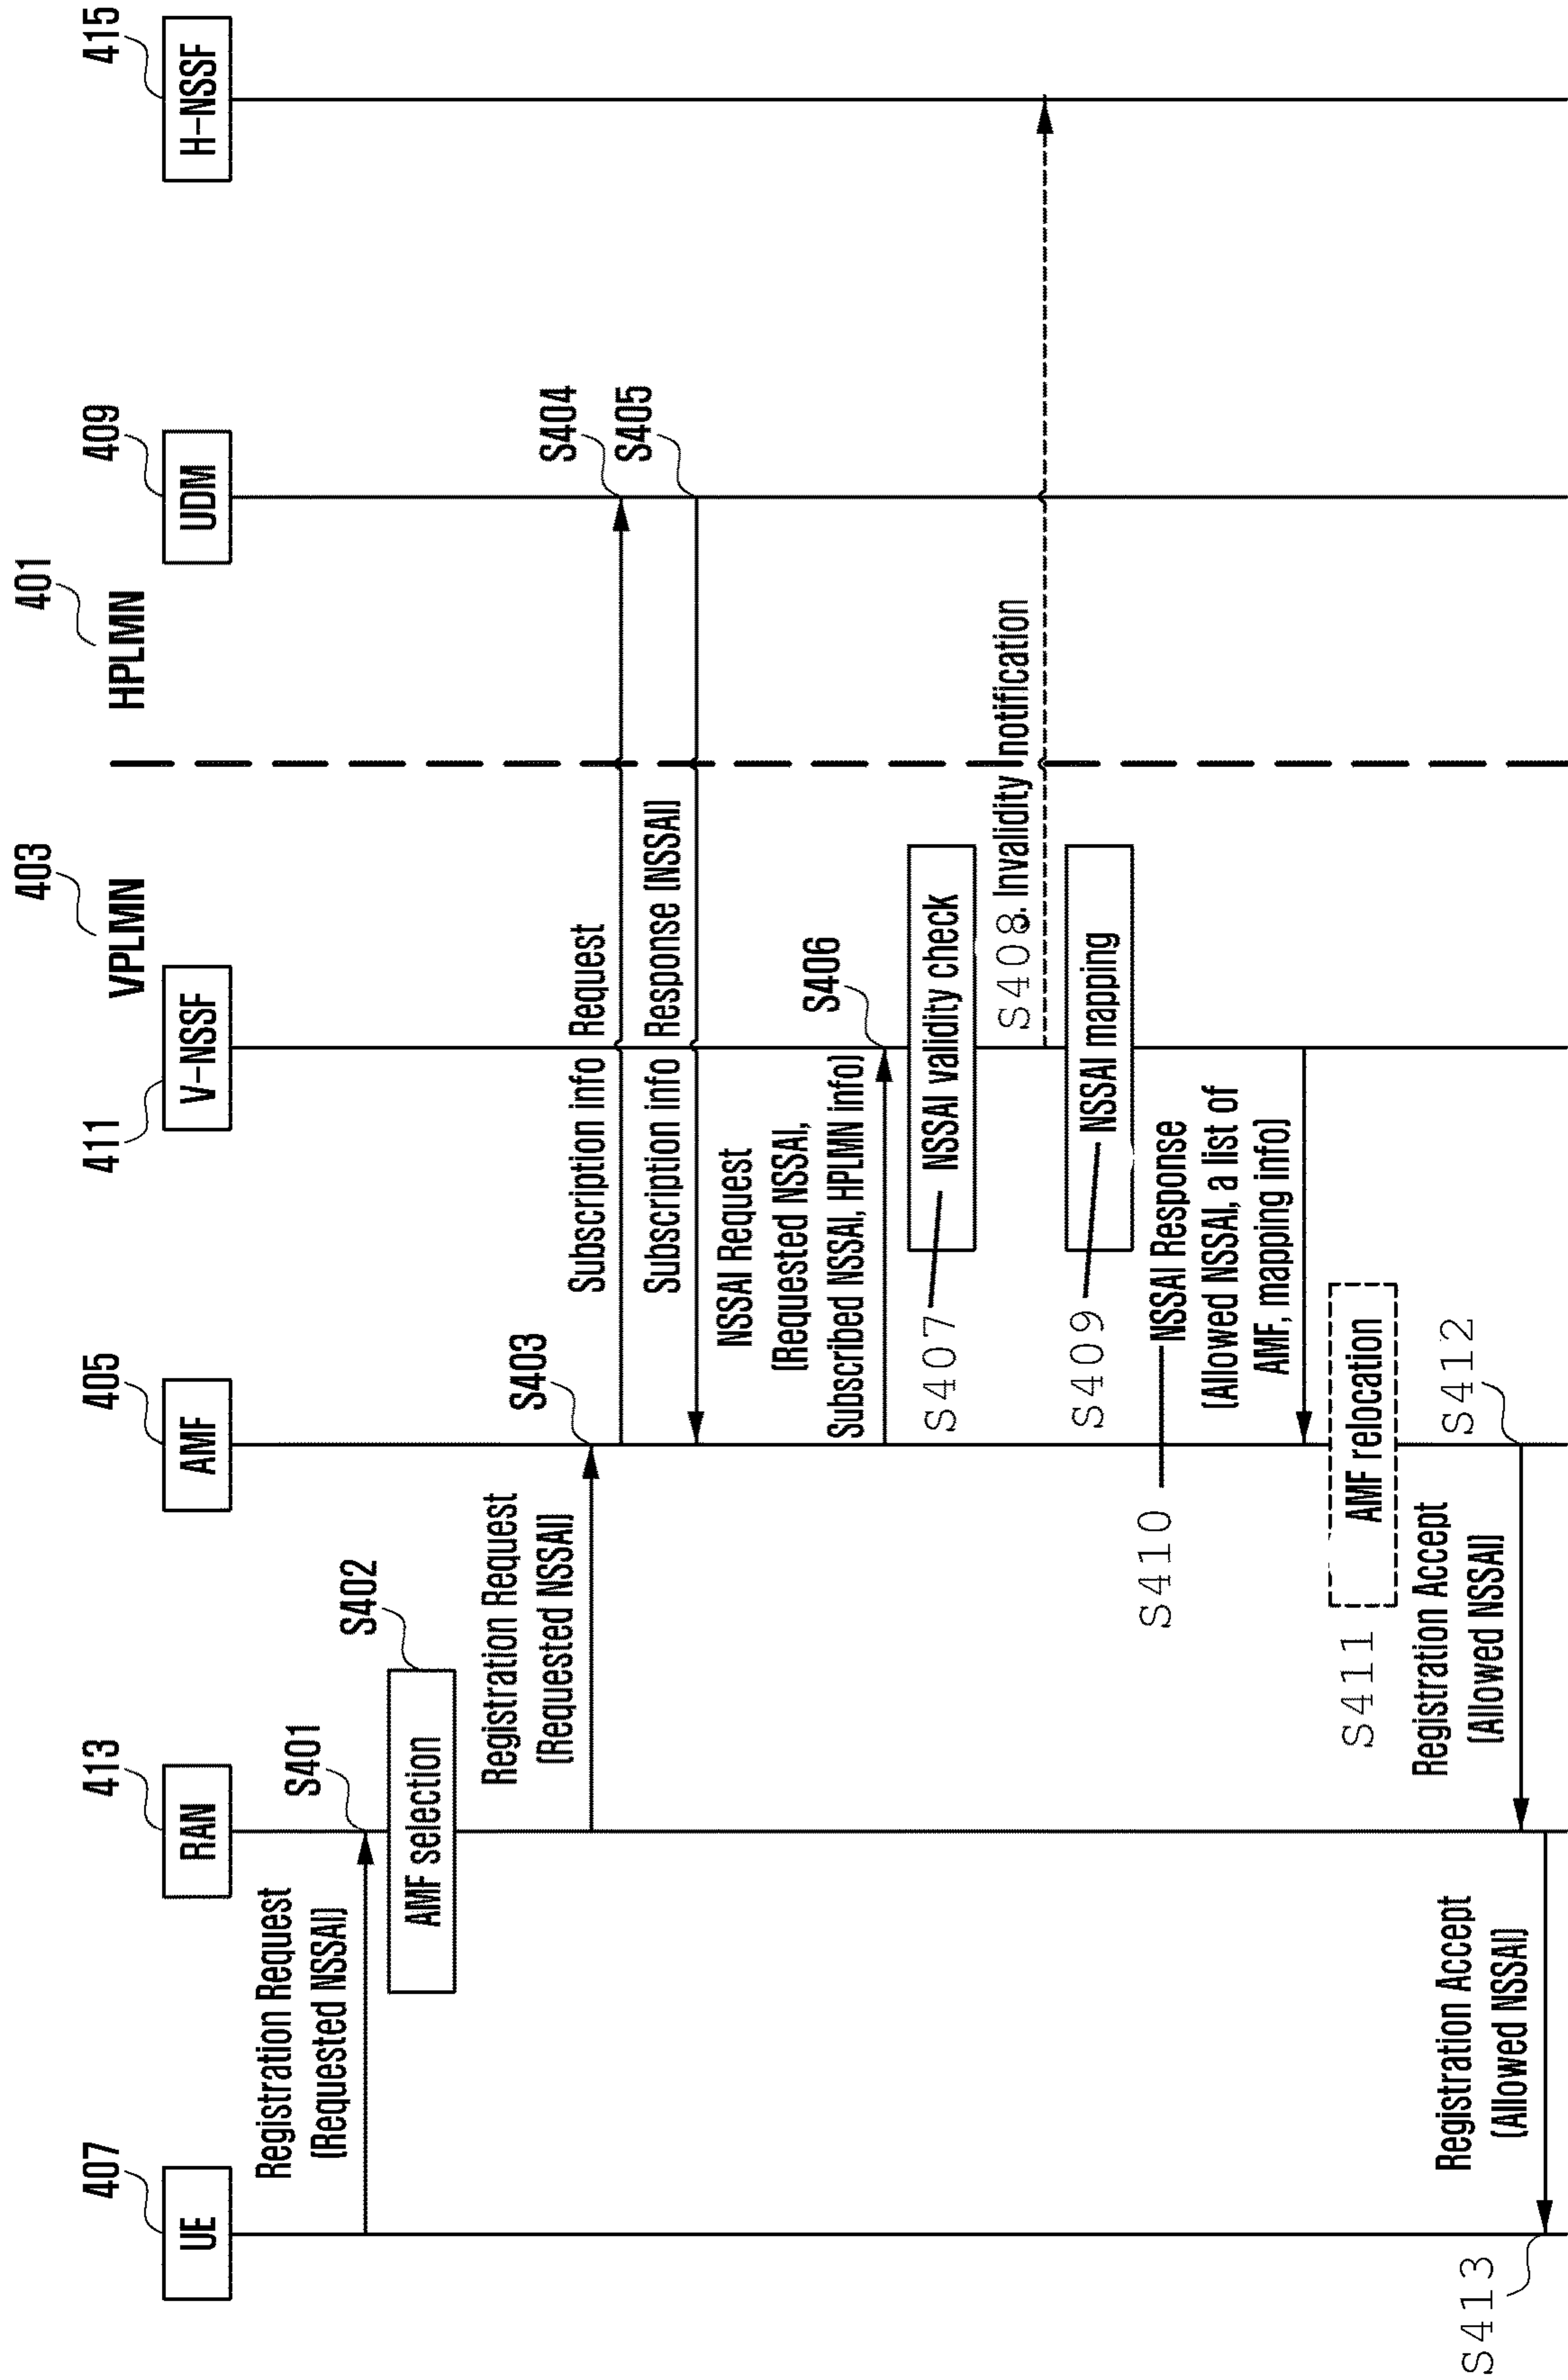 403
VPLMN
401
HPLMN
407
UE
413
RAN
405
AMF
411
V-NSSF
409
UDM
415
H-NSSF
Registration Request
(Requested NSSAI)
S401
AMF selection
S402
Registration Request
(Requested NSSAI)
S403
Subscription info Request
S404
Subscription info Response (NSSAI)
S405
NSSAI Request
(Requested NSSAI,
Subscribed NSSAI, HPLMN info)
S406
S407
NSSAI validity check
S408. Invalidity notification
S409
NSSAI mapping
S410
NSSAI Response
(Allowed NSSAI, a list of
AMF, mapping info)
S411
AMF relocation
Registration Accept
(Allowed NSSAI)
S412
Registration Accept
(Allowed NSSAI)
S413